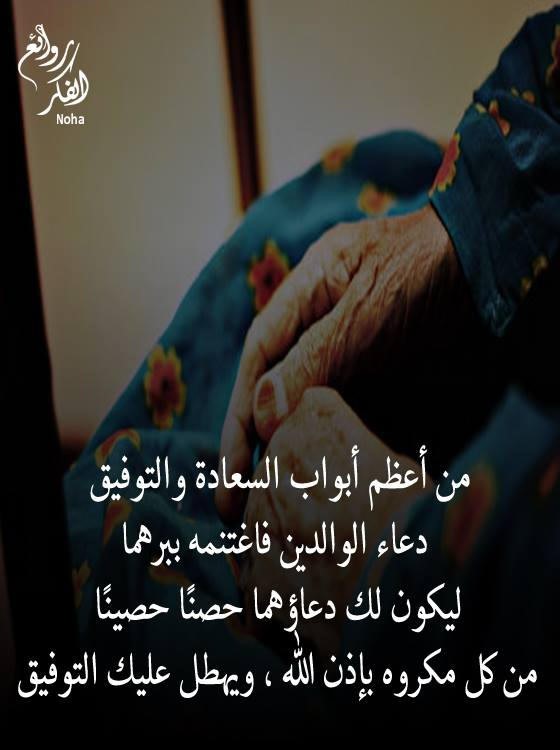 روائع
الفكر
Noha
من أعظم أبواب السعادة والتوفيق
دعاء الوالدين فاغتنمه ببرهما
ليكون لك دعاؤهما حصنًا حصينًا
من كل مكروه بإذن الله ، ويهطل عليك التوفيق